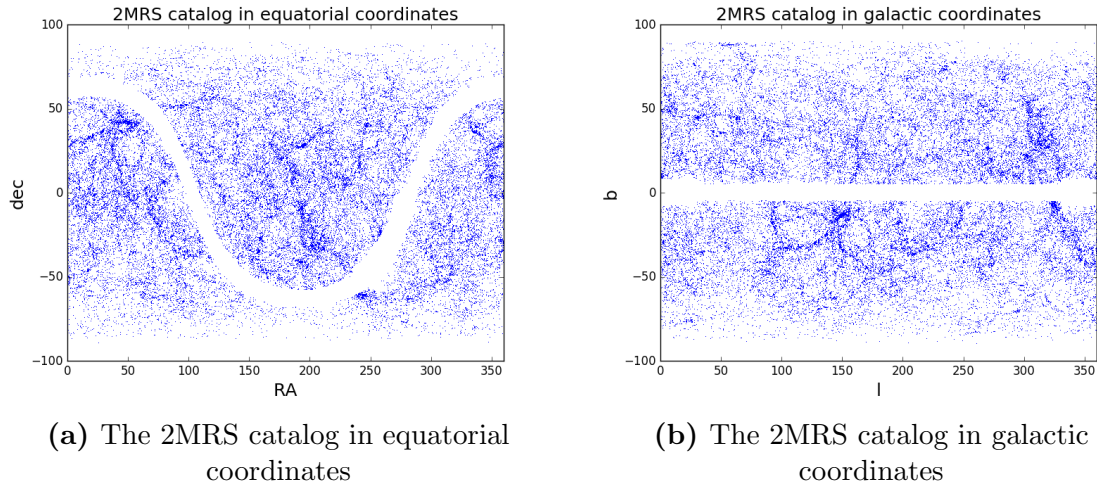 2MRS catalog in equatorial coordinates
100
50
0
−50
−100
dec
0 50 100 150 200 250 300 350
RA
(a) The 2MRS catalog in equatorial
coordinates
2MRS catalog in galactic coordinates
100
50
0
−50
−100
b
0 50 100 150 200 250 300 350
l
(b) The 2MRS catalog in galactic
coordinates